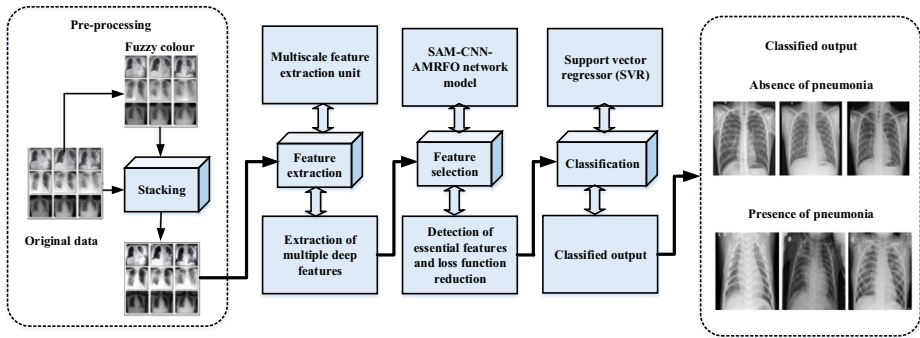 Pre-processing
Fuzzy colour
Stacking
Original data
Multiscale feature
extraction unit
Feature
extraction
Extraction of
multiple deep
features
SAM-CNN-
AMRFO network
model
Feature
selection
Detection of
essential features
and loss function
reduction
Support vector
regressor (SVR)
Classification
Classified output
Classified output
Absence of pneumonia
Presence of pneumonia